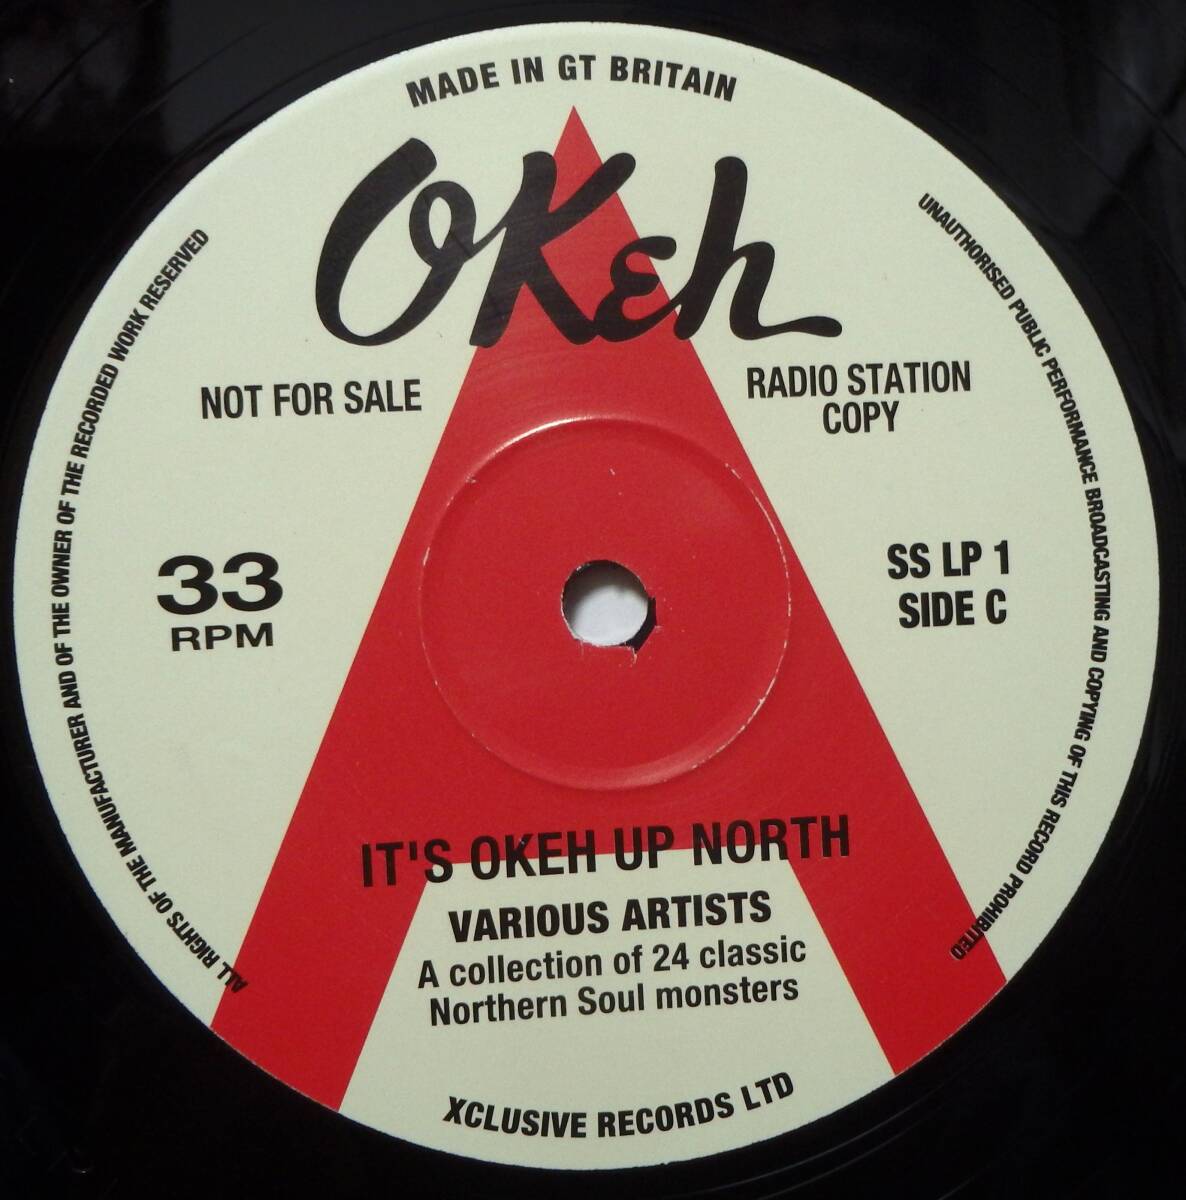 MADE IN GT BRITAIN
OKeh
NOT FOR SALE
RADIO STATION
COPY
33
RPM
SS LP 1
SIDE C
IT'S OKEH UP NORTH
VARIOUS ARTISTS
A collection of 24 classic
Northern Soul monsters
XCLUSIVE RECORDS LTD
ALL RIGHTS OF THE MANUFACTURER AND OF THE OWNER OF THE RECORDED WORK RESERVED
UNAUTHORISED PUBLIC PERFORMANCE BROADCASTING AND COPYING OF THIS RECORD PROHIBITED